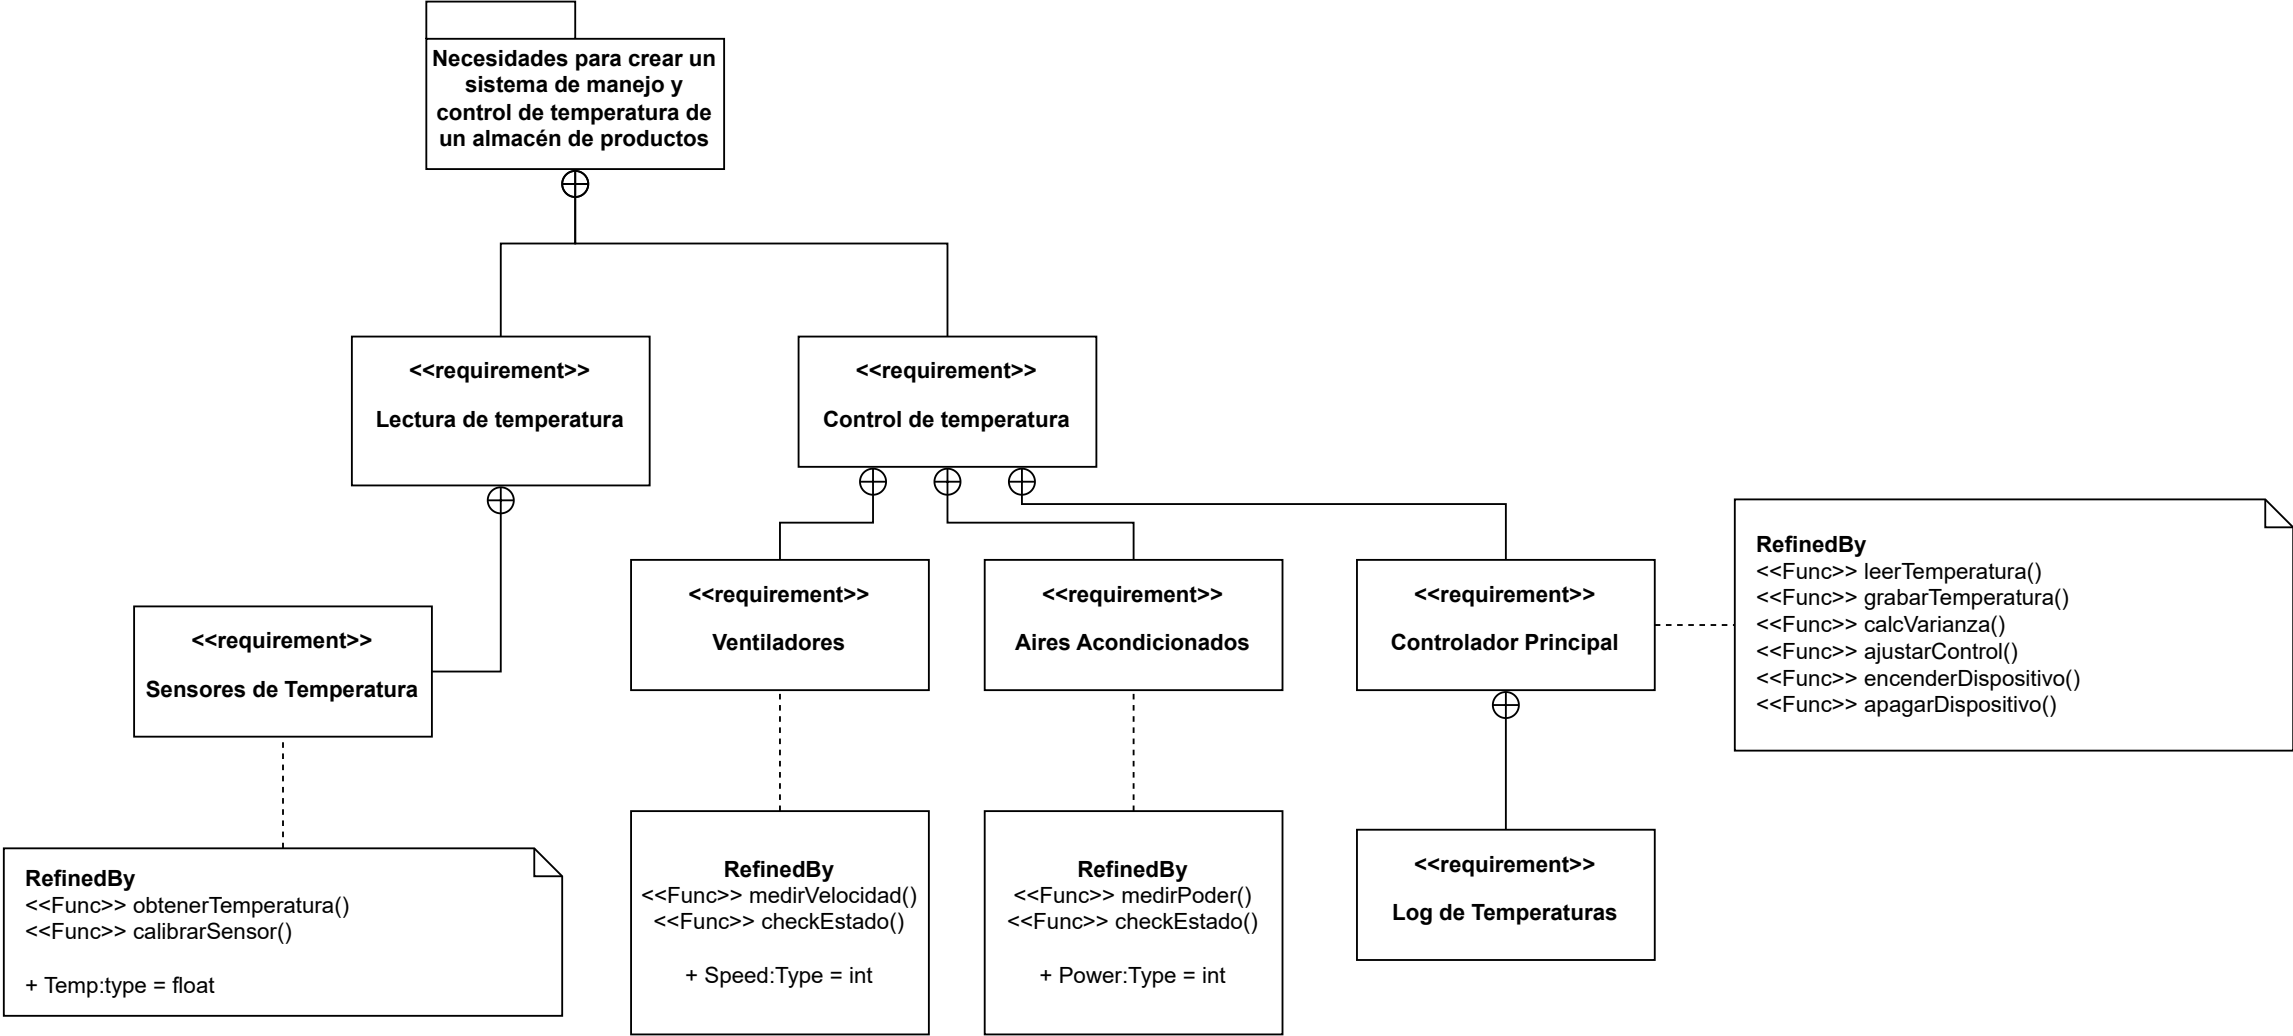 Necesidades para crear un
sistema de manejo y
control de temperatura de
un almacén de productos
<<requirement>>
Lectura de temperatura
<<requirement>>
Control de temperatura
<<requirement>>
Sensores de Temperatura
<<requirement>>
Ventiladores
<<requirement>>
Aires Acondicionados
<<requirement>>
Controlador Principal
RefinedBy
<<Func>> leerTemperatura()
<<Func>> grabarTemperatura()
<<Func>> calcVarianza()
<<Func>> ajustarControl()
<<Func>> encenderDispositivo()
<<Func>> apagarDispositivo()
RefinedBy
<<Func>> obtenerTemperatura()
<<Func>> calibrarSensor()
+ Temp:type = float
RefinedBy
<<Func>> medirVelocidad()
<<Func>> checkEstado()
+ Speed:Type = int
RefinedBy
<<Func>> medirPoder()
<<Func>> checkEstado()
+ Power:Type = int
<<requirement>>
Log de Temperaturas